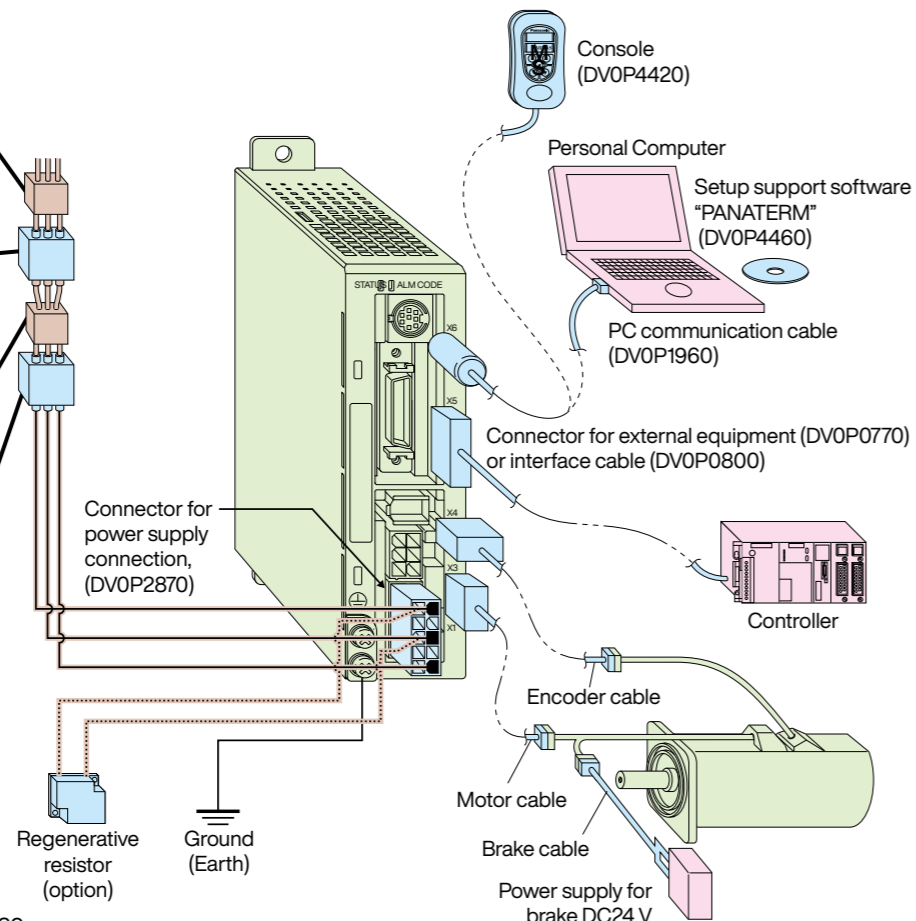 Console
(DV0P4420)
Personal Computer
Setup support software
“PANATERM”
(DV0P4460)
PC communication cable
(DV0P1960)
STATUS
ALM CODE
X6
X5
Connector for external equipment (DV0P0770)
or interface cable (DV0P0800)
Connector for
power supply
connection,
(DV0P2870)
X4
X3
X1
Controller
Encoder cable
Motor cable
Brake cable
Power supply for
brake DC24 V
Regenerative
resistor
(option)
Ground
(Earth)